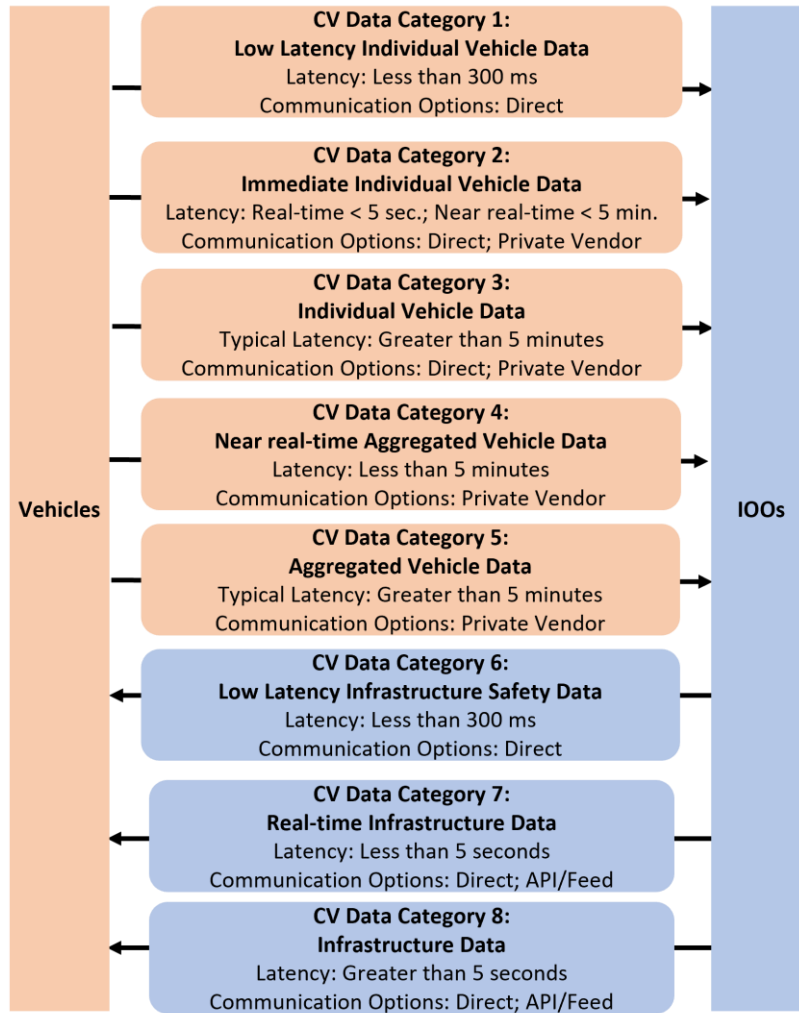 CV Data Category 1:
Low Latency Individual Vehicle Data
Latency: Less than 300 ms
Communication Options: Direct
CV Data Category 2:
Immediate Individual Vehicle Data
Latency: Real-time < 5 sec.; Near real-time < 5 min.
Communication Options: Direct; Private Vendor
CV Data Category 3:
Individual Vehicle Data
Typical Latency: Greater than 5 minutes
Communication Options: Direct; Private Vendor
CV Data Category 4:
Near real-time Aggregated Vehicle Data
Latency: Less than 5 minutes
Communication Options: Private Vendor
Vehicles
IOOs
CV Data Category 5:
Aggregated Vehicle Data
Typical Latency: Greater than 5 minutes
Communication Options: Private Vendor
CV Data Category 6:
Low Latency Infrastructure Safety Data
Latency: Less than 300 ms
Communication Options: Direct
CV Data Category 7:
Real-time Infrastructure Data
Latency: Less than 5 seconds
Communication Options: Direct; API/Feed
CV Data Category 8:
Infrastructure Data
Latency: Greater than 5 seconds
Communication Options: Direct; API/Feed